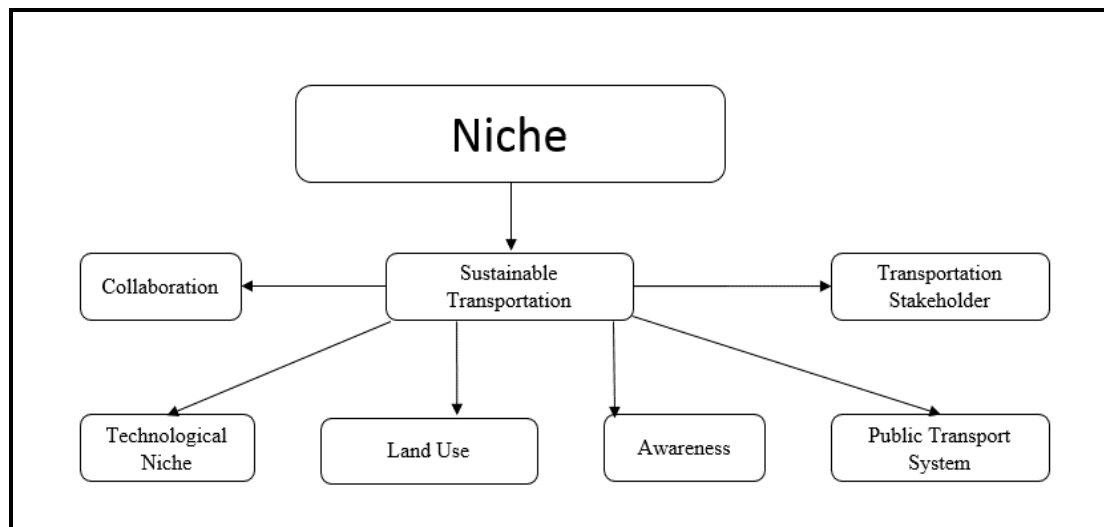 Niche
Collaboration
Sustainable
Transportation
Transportation
Stakeholder
Technological
Niche
Land Use
Awareness
Public Transport
System